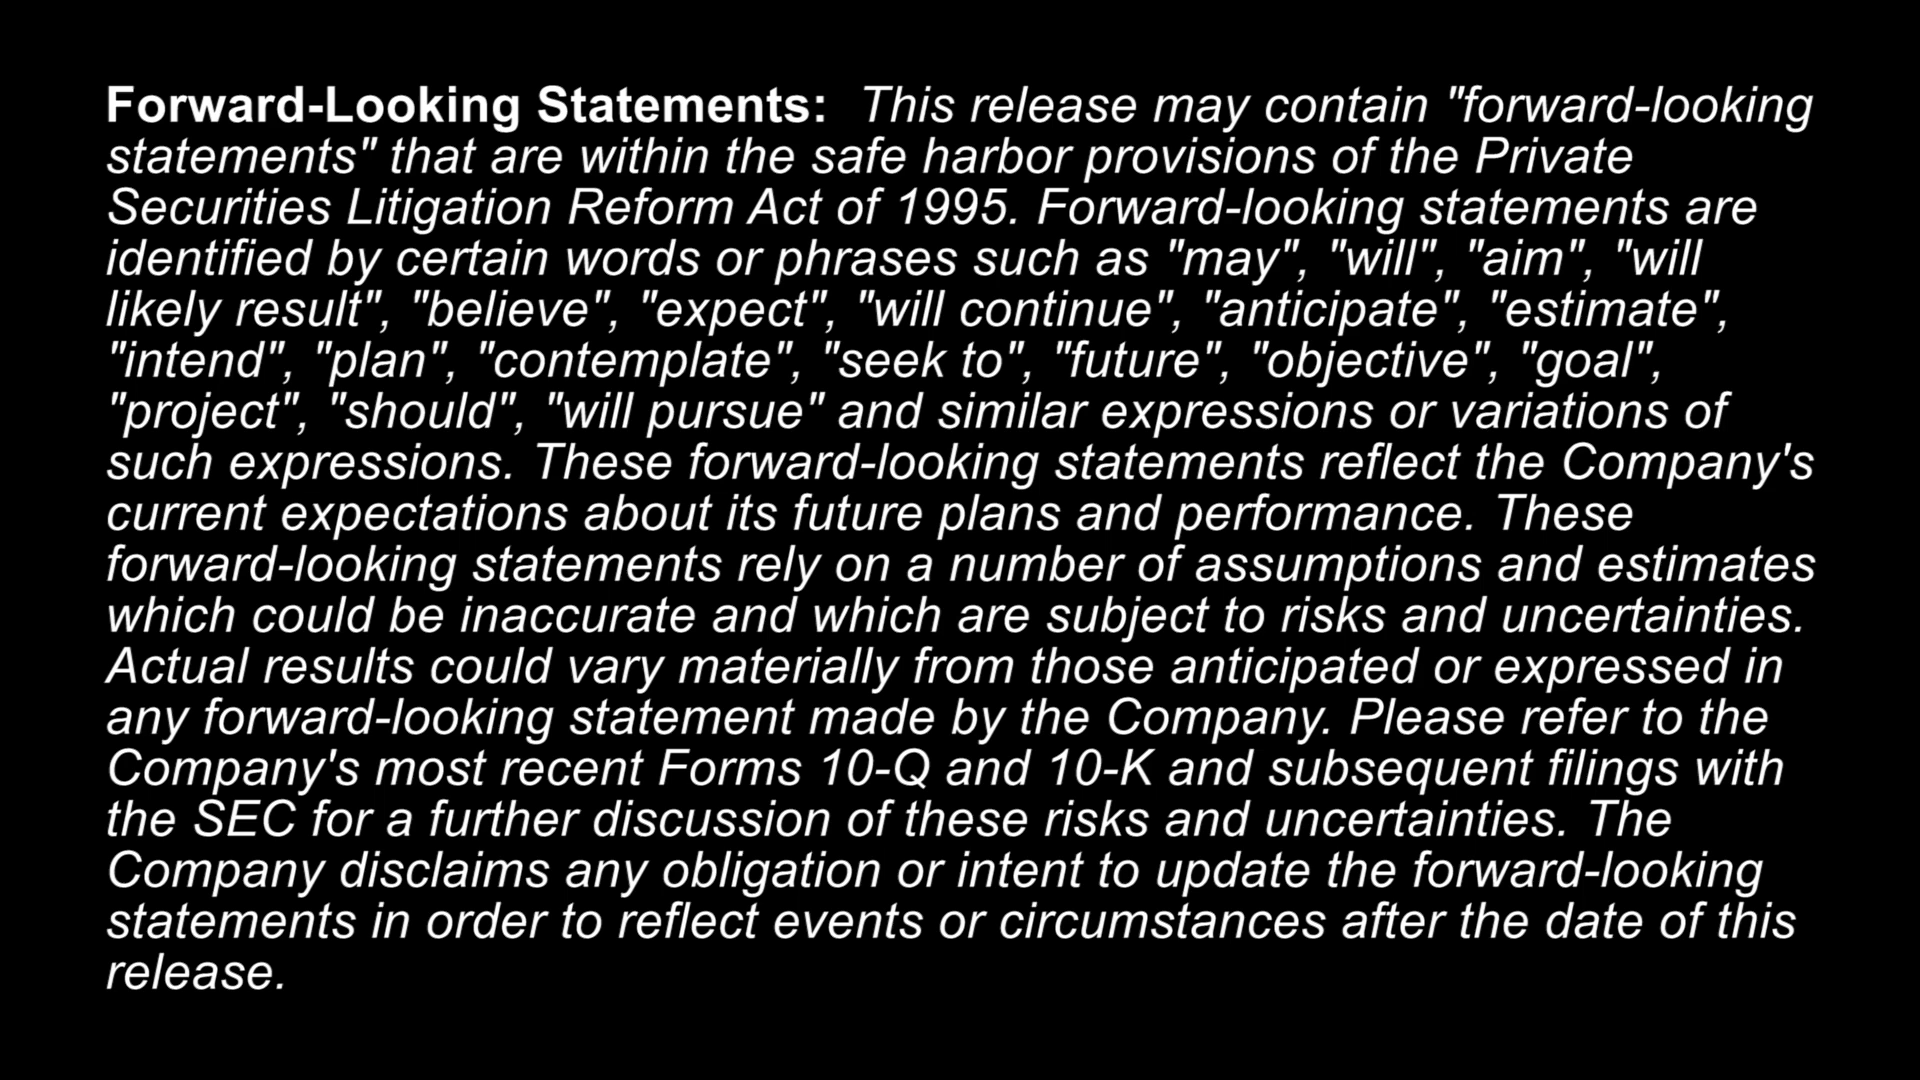 Forward-Looking Statements:  This release may contain "forward-looking
statements" that are within the safe harbor provisions of the Private
Securities Litigation Reform Act of 1995. Forward-looking statements are
identified by certain words or phrases such as "may", "will", "aim", "will
likely result", "believe", "expect", "will continue", "anticipate", "estimate",
"intend", "plan", "contemplate", "seek to", "future", "objective", "goal",
"project", "should", "will pursue" and similar expressions or variations of
such expressions. These forward-looking statements reflect the Company's
current expectations about its future plans and performance. These
forward-looking statements rely on a number of assumptions and estimates
which could be inaccurate and which are subject to risks and uncertainties.
Actual results could vary materially from those anticipated or expressed in
any forward-looking statement made by the Company. Please refer to the
Company's most recent Forms 10-Q and 10-K and subsequent filings with
the SEC for a further discussion of these risks and uncertainties. The
Company disclaims any obligation or intent to update the forward-looking
statements in order to reflect events or circumstances after the date of this
release.